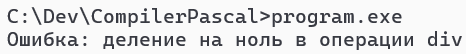 C:\Dev\CompilerPascal>program.exe
Ошибка: деление на ноль в операции div